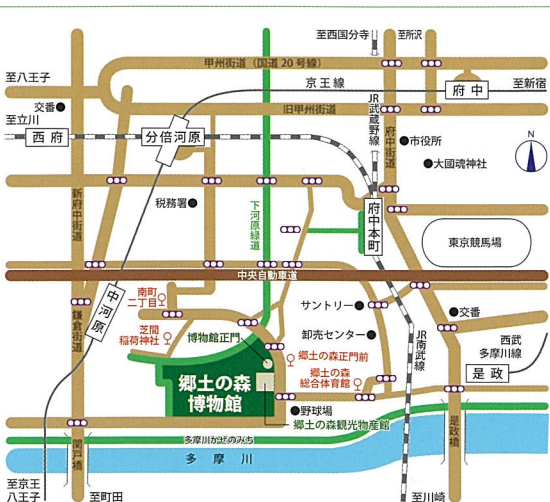 至西国分寺
至所沢
甲州街道(国道20号線)
至八王子
京王線
府中
至新宿
交番
至立川
旧甲州街道
JR武蔵野線
府中街道
市役所
西府
分倍河原
大國魂神社
N
新府中街道
税務署
下河原緑道
府中本町
東京競馬場
中央自動車道
南町
二丁目
中河原
サントリー
交番
鎌倉街道
芝間
稲荷神社
博物館正門
卸売センター
JR南武線
西武
多摩川線
郷土の森正門前
是政
郷土の森
総合体育館
郷土の森
博物館
野球場
郷土の森観光物産館
是政橋
関戸橋
多摩川かぜのみち
多摩川
至京王
八王子
至町田
至川崎